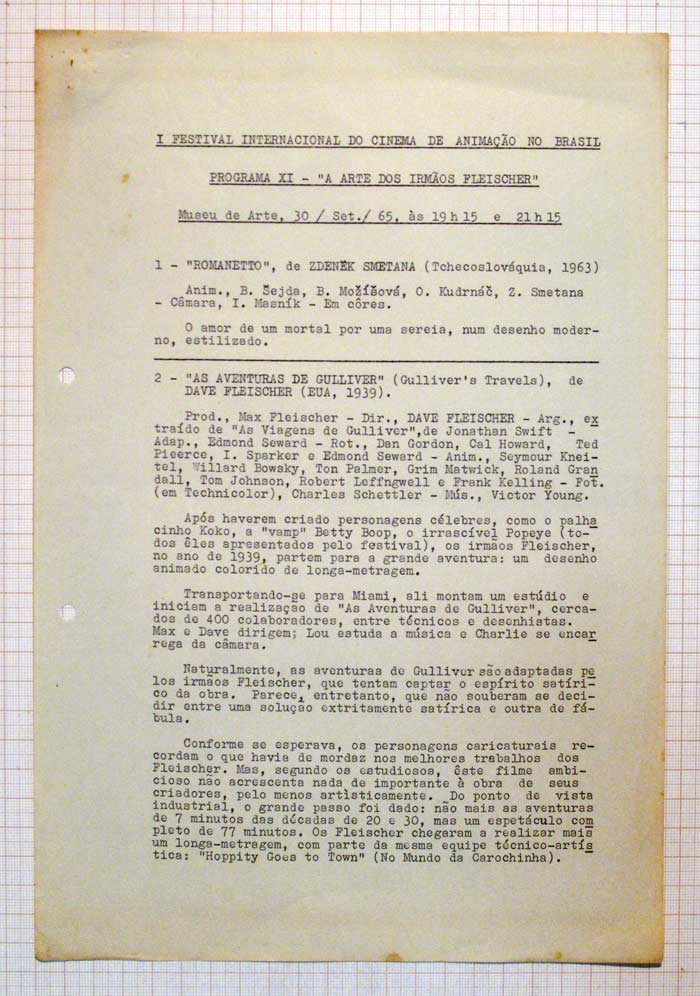 I FESTIVAL INTERNACIONAL DO CINEMA DE ANIMAÇÃO NO BRASIL
PROGRAMA XI - "A ARTE DOS IRMÃOS FLEISCHER"
Museu de Arte, 30 / Set./ 65, às 19 h 15 e 21 h 15
1 - "ROMANETTO", de ZDENĚK SMETANA (Tchecoslováquia, 1963)
Anim., B. Šejda, B. Možíšová, O. Kudrnáč, Z. Smetana
- Câmara, I. Masník - Em côres.
O amor de um mortal por uma sereia, num desenho moder-
no, estilizado.
2 - "AS AVENTURAS DE GULLIVER" (Gulliver's Travels), de
DAVE FLEISCHER (EUA, 1939).
Prod., Max Fleischer - Dir., DAVE FLEISCHER - Arg., ex
traído de "As Viagens de Gulliver",de Jonathan Swift -
Adap., Edmond Seward - Rot., Dan Gordon, Cal Howard, Ted
Pieerce, I. Sparker e Edmond Seward - Anim., Seymour Knei-
tel, Willard Bowsky, Ton Palmer, Grim Matwick, Roland Gran
dall, Tom Johnson, Robert Leffngwell e Frank Kelling - Fot.
(em Technicolor), Charles Schettler - Mús., Victor Young.
Após haverem criado personagens célebres, como o palha
cinho Koko, a "vamp" Betty Boop, o irrascível Popeye (to-
dos êles apresentados pelo festival), os irmãos Fleischer,
no ano de 1939, partem para a grande aventura: um desenho
animado colorido de longa-metragem.
Transportando-se para Miami, ali montam um estúdio e
iniciam a realização de "As Aventuras de Gulliver", cerca-
dos de 400 colaboradores, entre técnicos e desenhistas.
Max e Dave dirigem; Lou estuda a música e Charlie se encar
rega da câmara.
Naturalmente, as aventuras de Gulliver são adaptadas pe
los irmãos Fleischer, que tentam captar o espírito satíri-
co da obra. Parece, entretanto, que não souberam se deci-
dir entre uma solução extritamente satírica e outra de fá-
bula.
Conforme se esperava, os personagens caricaturais re-
cordam o que havia de mordaz nos melhores trabalhos dos
Fleischer. Mas, segundo os estudiosos, êste filme ambi-
cioso não acrescenta nada de importante à obra de seus
criadores, pelo menos artìsticamente. Do ponto de vista
industrial, o grande passo foi dado: não mais as aventuras
de 7 minutos das décadas de 20 e 30, mas um espetáculo com
pleto de 77 minutos. Os Fleischer chegaram a realizar mais
um longa-metragem, com parte da mesma equipe técnico-artís
tica: "Hoppity Goes to Town" (No Mundo da Carochinha).